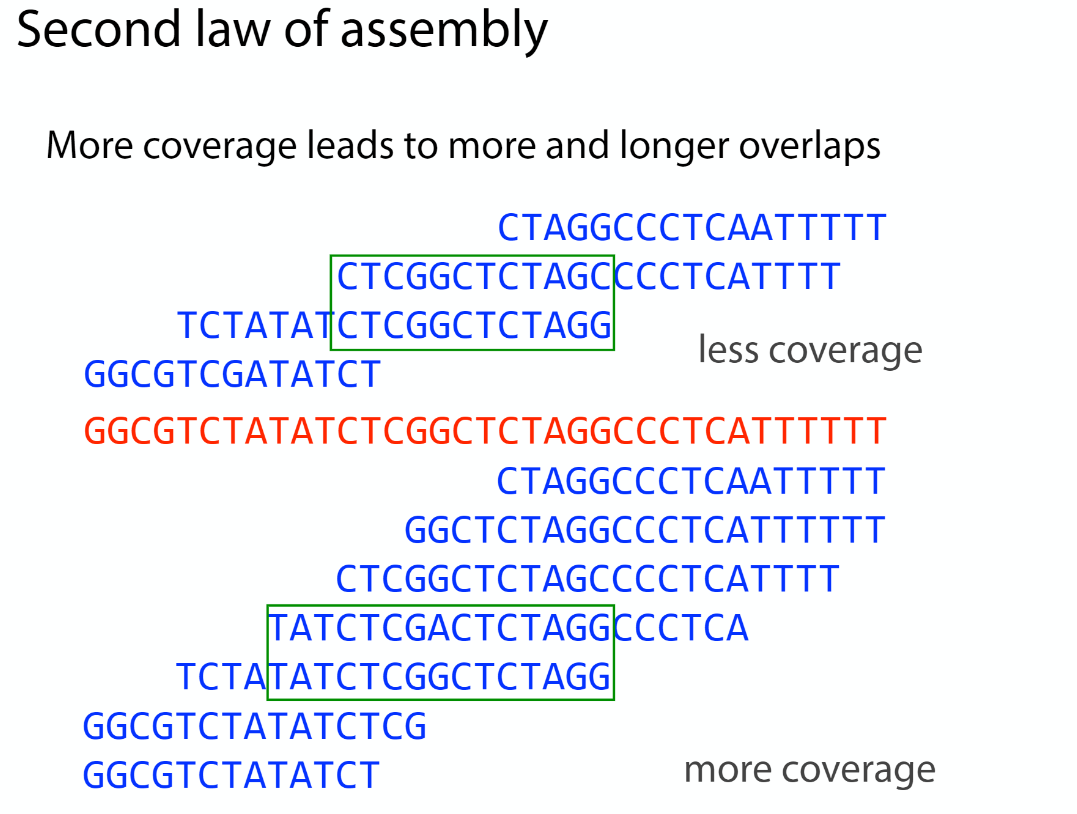 Second law of assembly
More coverage leads to more and longer overlaps
CTAGGCCCTCAATTTTT
CTCGGCTCTAGCCCCTCATTTT
TCTATATCTCGGCTCTAGG
less coverage
GGCGTCGATATCT
GGCGTCTATATCTCGGCTCTAGGCCCTCATTTTTT
CTAGGCCCTCAATTTTT
GGCTCTAGGCCCTCATTTTTT
CTCGGCTCTAGCCCCTCATTTT
TATCTCGACTCTAGGCCCTCA
TCTATATCTCGGCTCTAGG
GGCGTCTATATCTCG
GGCGTCTATATCT
more coverage